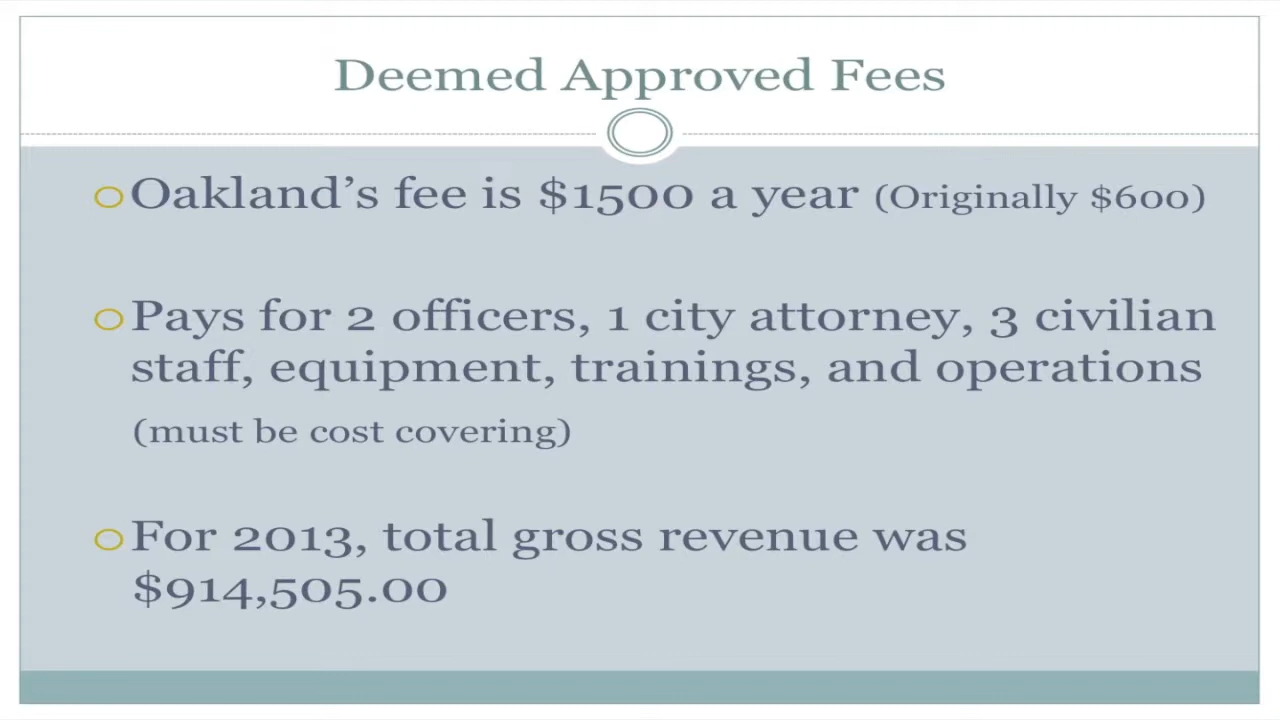 Deemed Approved Fees
Oakland’s fee is $1500 a year (Originally $600)
Pays for 2 officers, 1 city attorney, 3 civilian
staff, equipment, trainings, and operations
(must be cost covering)
For 2013, total gross revenue was
$914,505.00